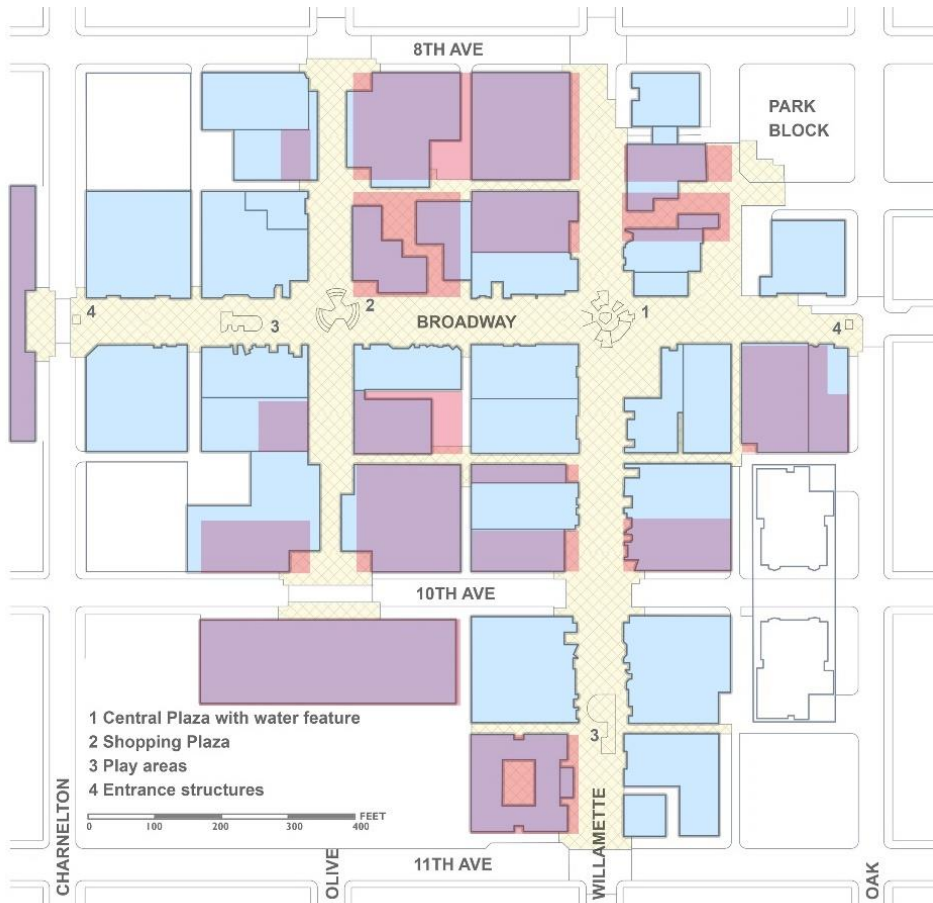 8TH AVE
PARK
BLOCK
4
3
2
BROADWAY
1
4
10TH AVE
1 Central Plaza with water feature
2 Shopping Plaza
3 Play areas
4 Entrance structures
3
FEET
0 100 200 300 400
CHARNELTON
OLIVE
11TH AVE
WILLAMETTE
OAK